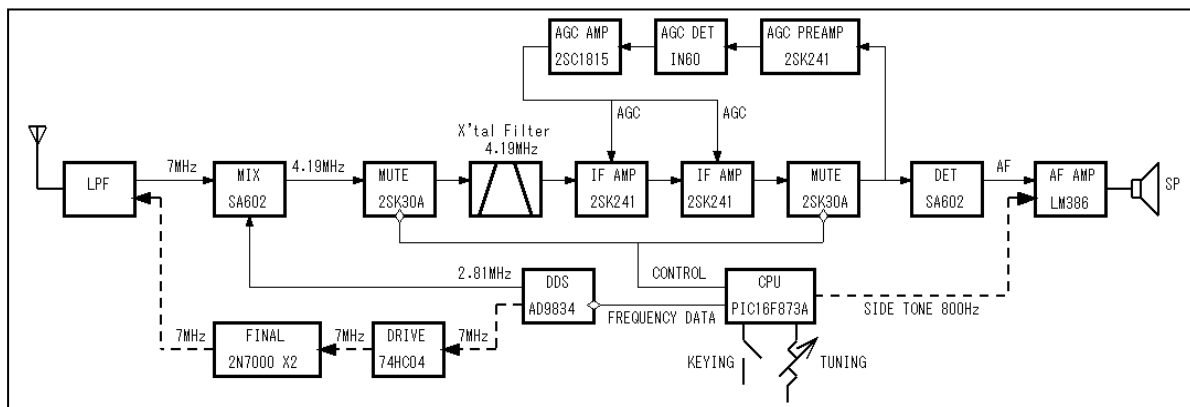 AGC AMP
2SC1815
AGC DET
IN60
AGC PREAMP
2SK241
AGC
AGC
X'tal Filter
4.19MHz
LPF
7MHz
MIX
SA602
4.19MHz
MUTE
2SK30A
IF AMP
2SK241
IF AMP
2SK241
MUTE
2SK30A
DET
SA602
AF
AF AMP
LM386
SP
2.81MHz
DDS
AD9834
CONTROL
FREQUENCY DATA
CPU
PIC16F873A
SIDE TONE 800Hz
7MHz
FINAL
2N7000 X2
7MHz
DRIVE
74HC04
7MHz
KEYING
TUNING